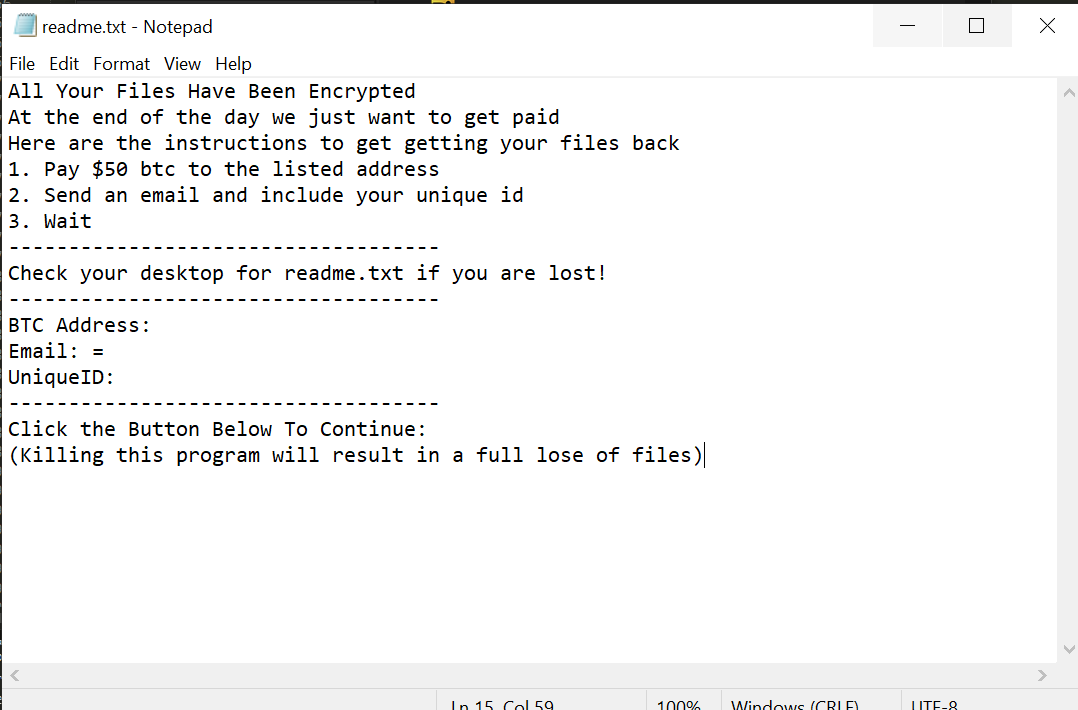 readme.txt - Notepad
File Edit Format View Help
All Your Files Have Been Encrypted
At the end of the day we just want to get paid
Here are the instructions to get getting your files back
1. Pay $50 btc to the listed address
2. Send an email and include your unique id
3. Wait
------------------------------------
Check your desktop for readme.txt if you are lost!
------------------------------------
BTC Address:
Email: =
UniqueID:
------------------------------------
Click the Button Below To Continue:
(Killing this program will result in a full lose of files)
Ln 15, Col 59 100% Windows (CRLF) UTF-8